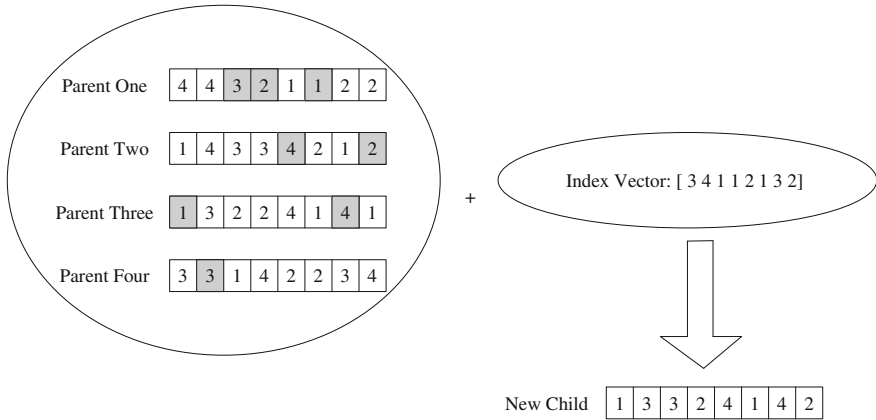 Parent One 4 4 3 2 1 1 2 2
Parent Two 1 4 3 3 4 2 1 2
Parent Three 1 3 2 2 4 1 4 1
Parent Four 3 3 1 4 2 2 3 4
+
Index Vector: [ 3 4 1 1 2 1 3 2]
New Child 1 3 3 2 4 1 4 2